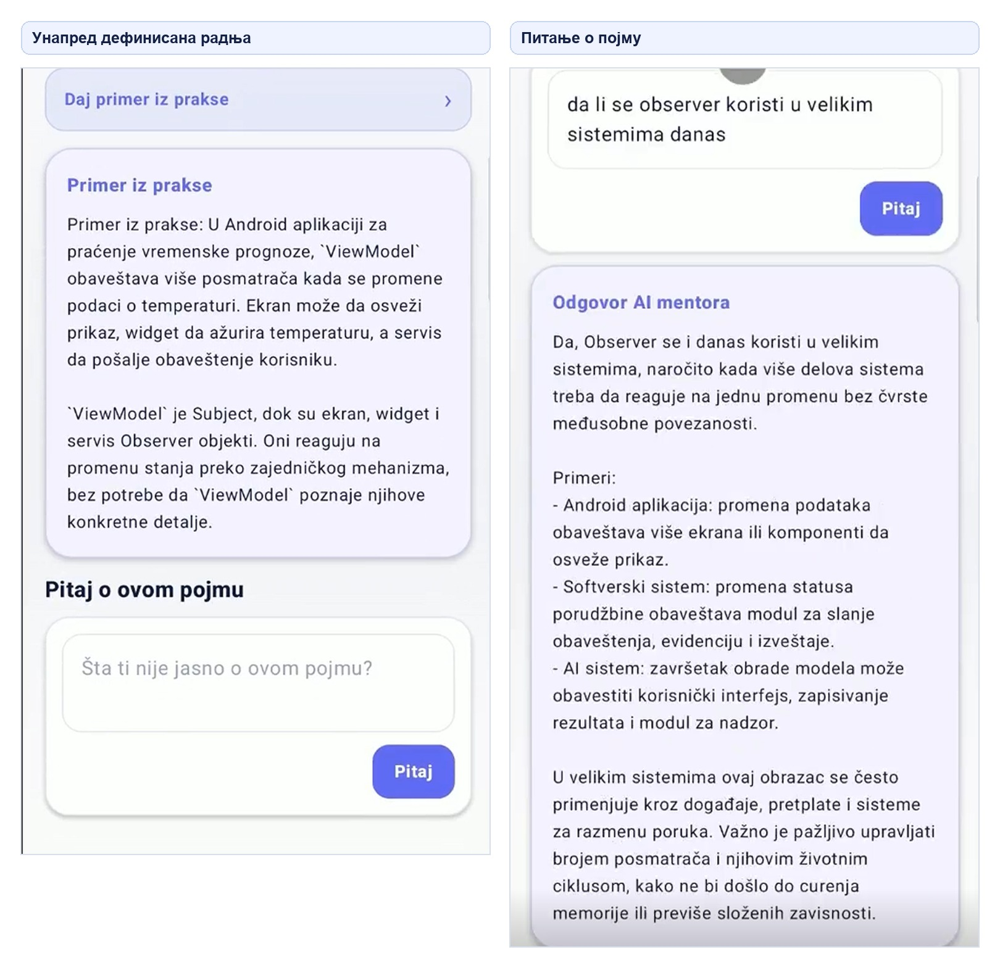 Унапред дефинисана радња
Daj primer iz prakse
Primer iz prakse
Primer iz prakse: U Android aplikaciji za
praćenje vremenske prognoze, `ViewModel`
obaveštava više posmatrača kada se promene
podaci o temperaturi. Ekran može da osveži
prikaz, widget da ažurira temperaturu, a servis
da pošalje obaveštenje korisniku.
`ViewModel` je Subject, dok su ekran, widget i
servis Observer objekti. Oni reaguju na
promenu stanja preko zajedničkog mehanizma,
bez potrebe da `ViewModel` poznaje njihove
konkretne detalje.
Pitaj o ovom pojmu
Šta ti nije jasno o ovom pojmu?
Pitaj
Питање о појму
da li se observer koristi u velikim
sistemima danas
Pitaj
Odgovor AI mentora
Da, Observer se i danas koristi u velikim
sistemima, naročito kada više delova sistema
treba da reaguje na jednu promenu bez čvrste
međusobne povezanosti.
Primeri:
- Android aplikacija: promena podataka
obaveštava više ekrana ili komponenti da
osveže prikaz.
- Softverski sistem: promena statusa
porudžbine obaveštava modul za slanje
obaveštenja, evidenciju i izveštaje.
- AI sistem: završetak obrade modela može
obavestiti korisnički interfejs, zapisivanje
rezultata i modul za nadzor.
U velikim sistemima ovaj obrazac se često
primenjuje kroz događaje, pretplate i sisteme
za razmenu poruka. Važno je pažljivo upravljati
brojem posmatrača i njihovim životnim
ciklusom, kako ne bi došlo do curenja
memorije ili previše složenih zavisnosti.